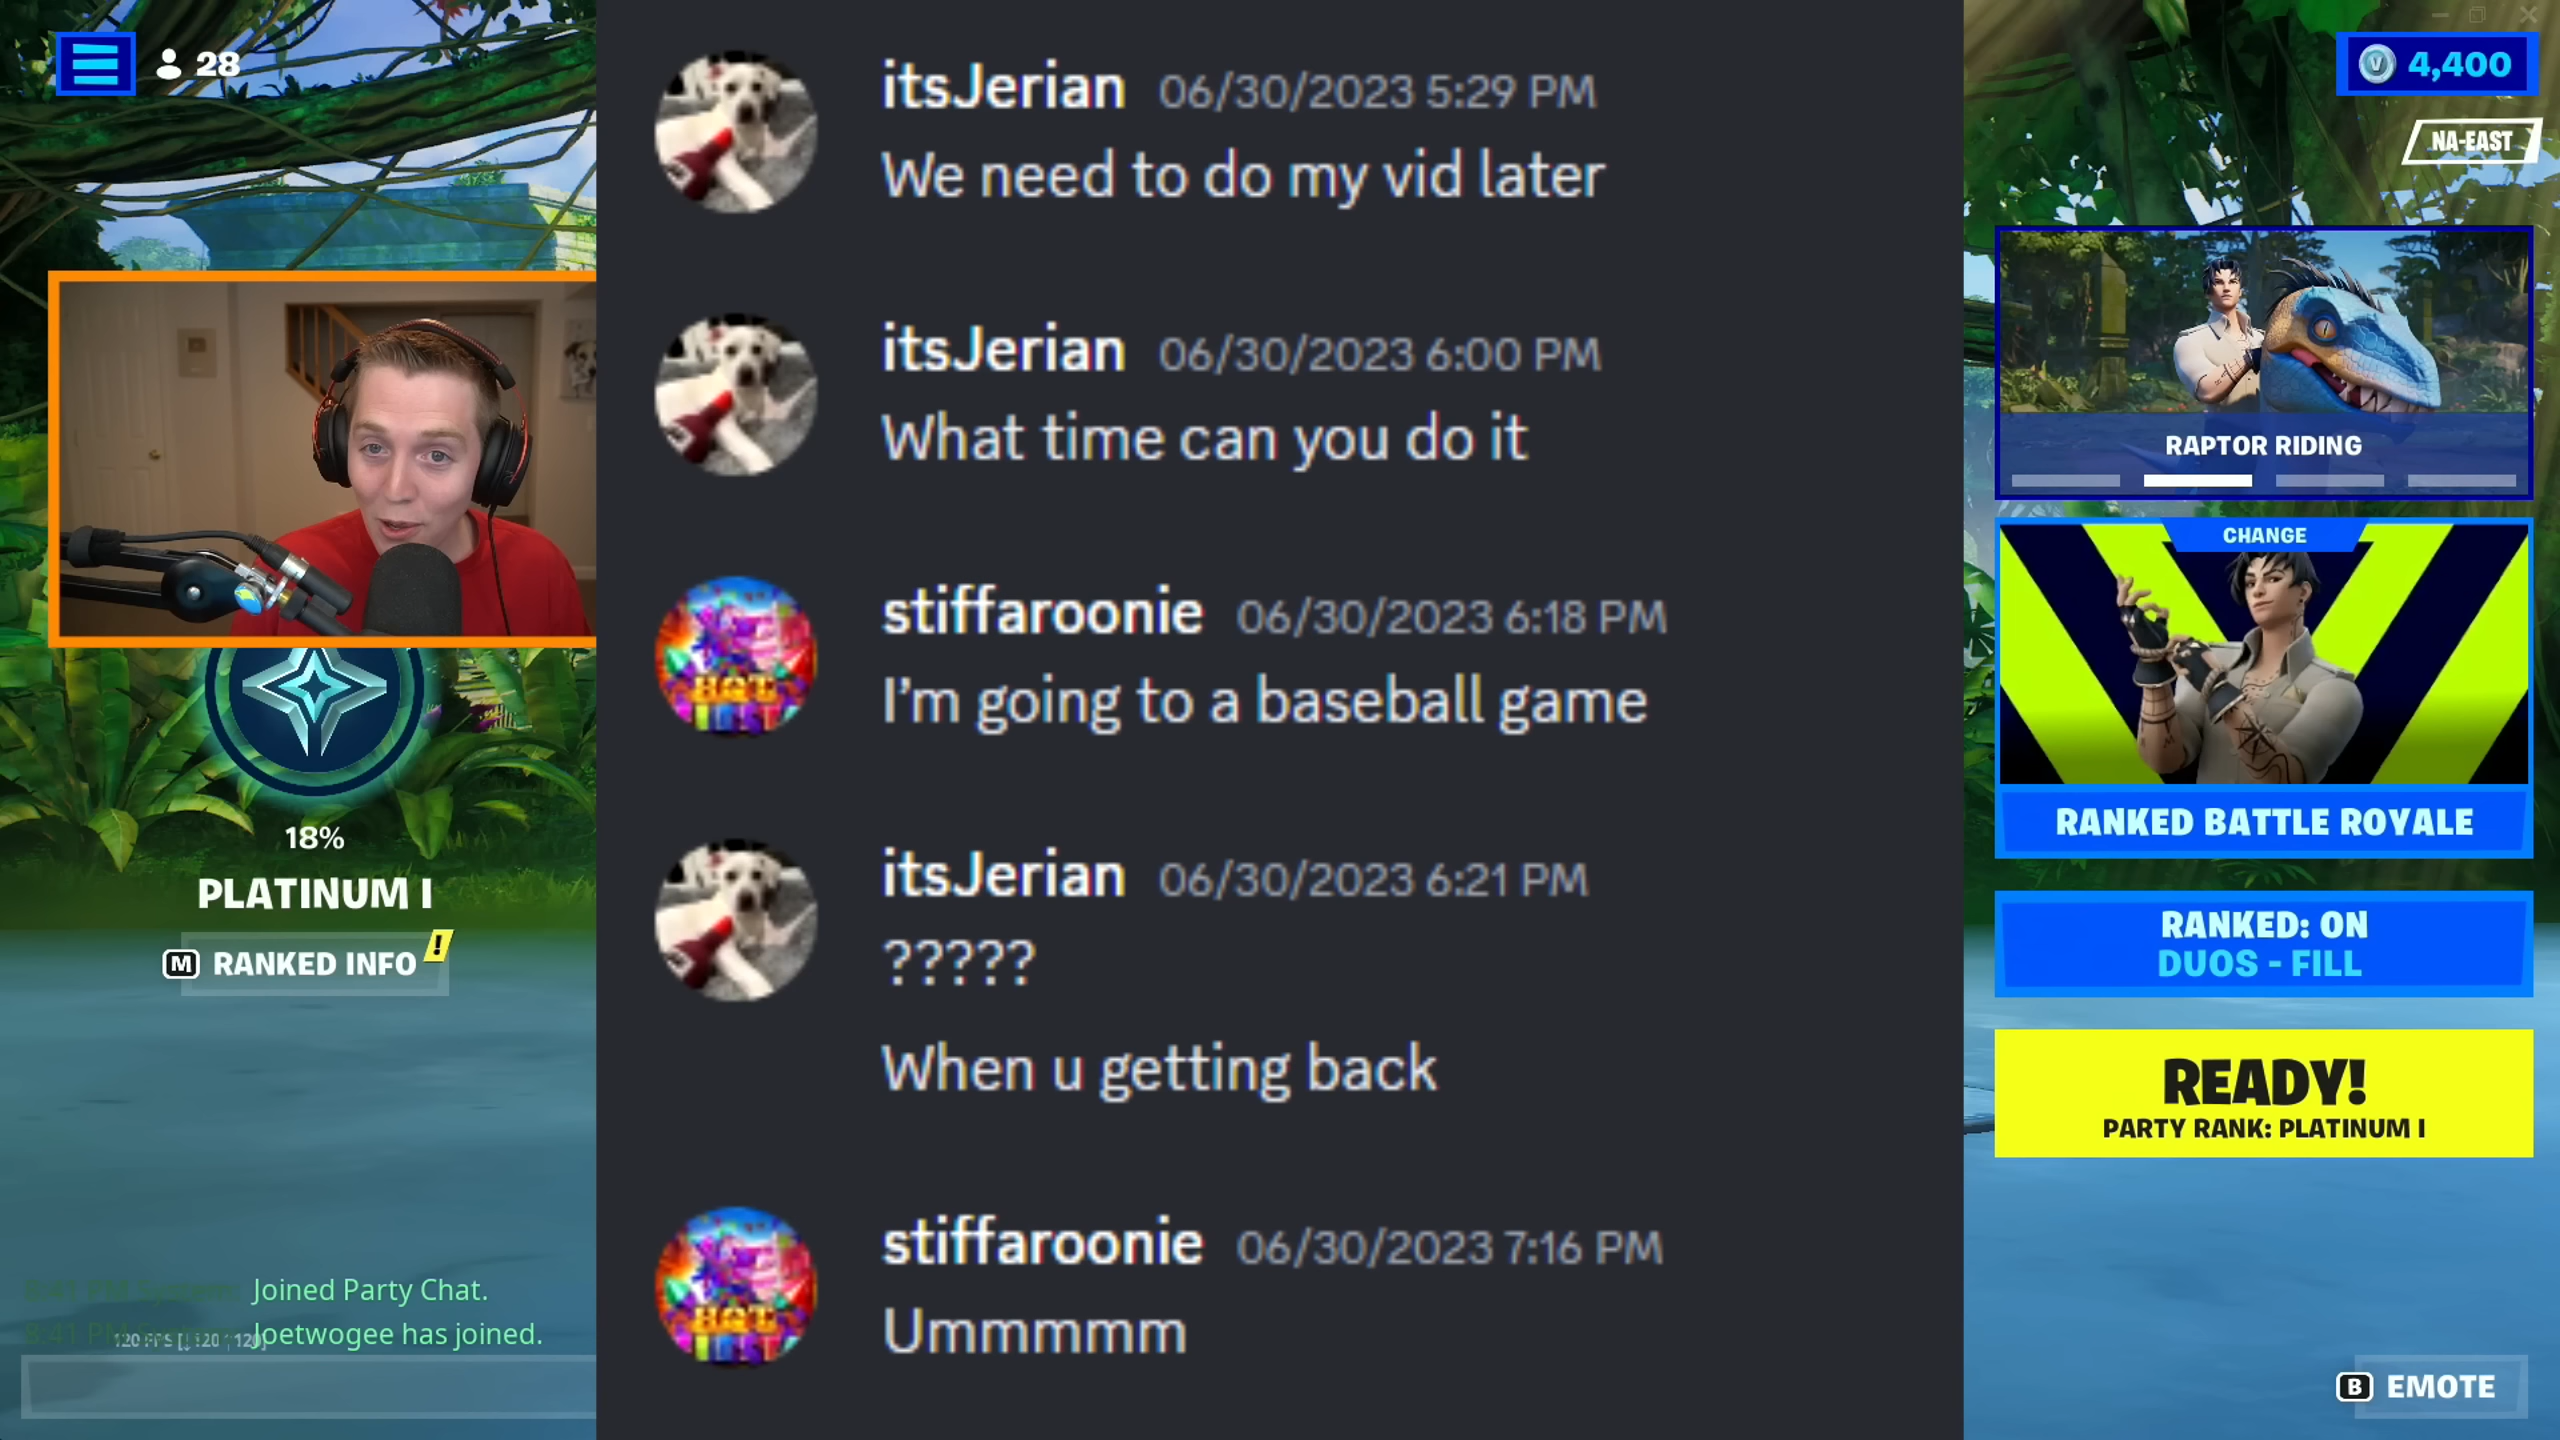 28
4,400
NA-EAST
itsJerian 06/30/2023 5:29 PM
We need to do my vid later
itsJerian 06/30/2023 6:00 PM
What time can you do it
stiffaroonie 06/30/2023 6:18 PM
I'm going to a baseball game
itsJerian 06/30/2023 6:21 PM
?????
When u getting back
stiffaroonie 06/30/2023 7:16 PM
Ummmmm
18%
PLATINUM I
M RANKED INFO !
Joined Party Chat.
Joetwogee has joined.
RAPTOR RIDING
CHANGE
RANKED BATTLE ROYALE
RANKED: ON
DUOS - FILL
READY!
PARTY RANK: PLATINUM I
B EMOTE